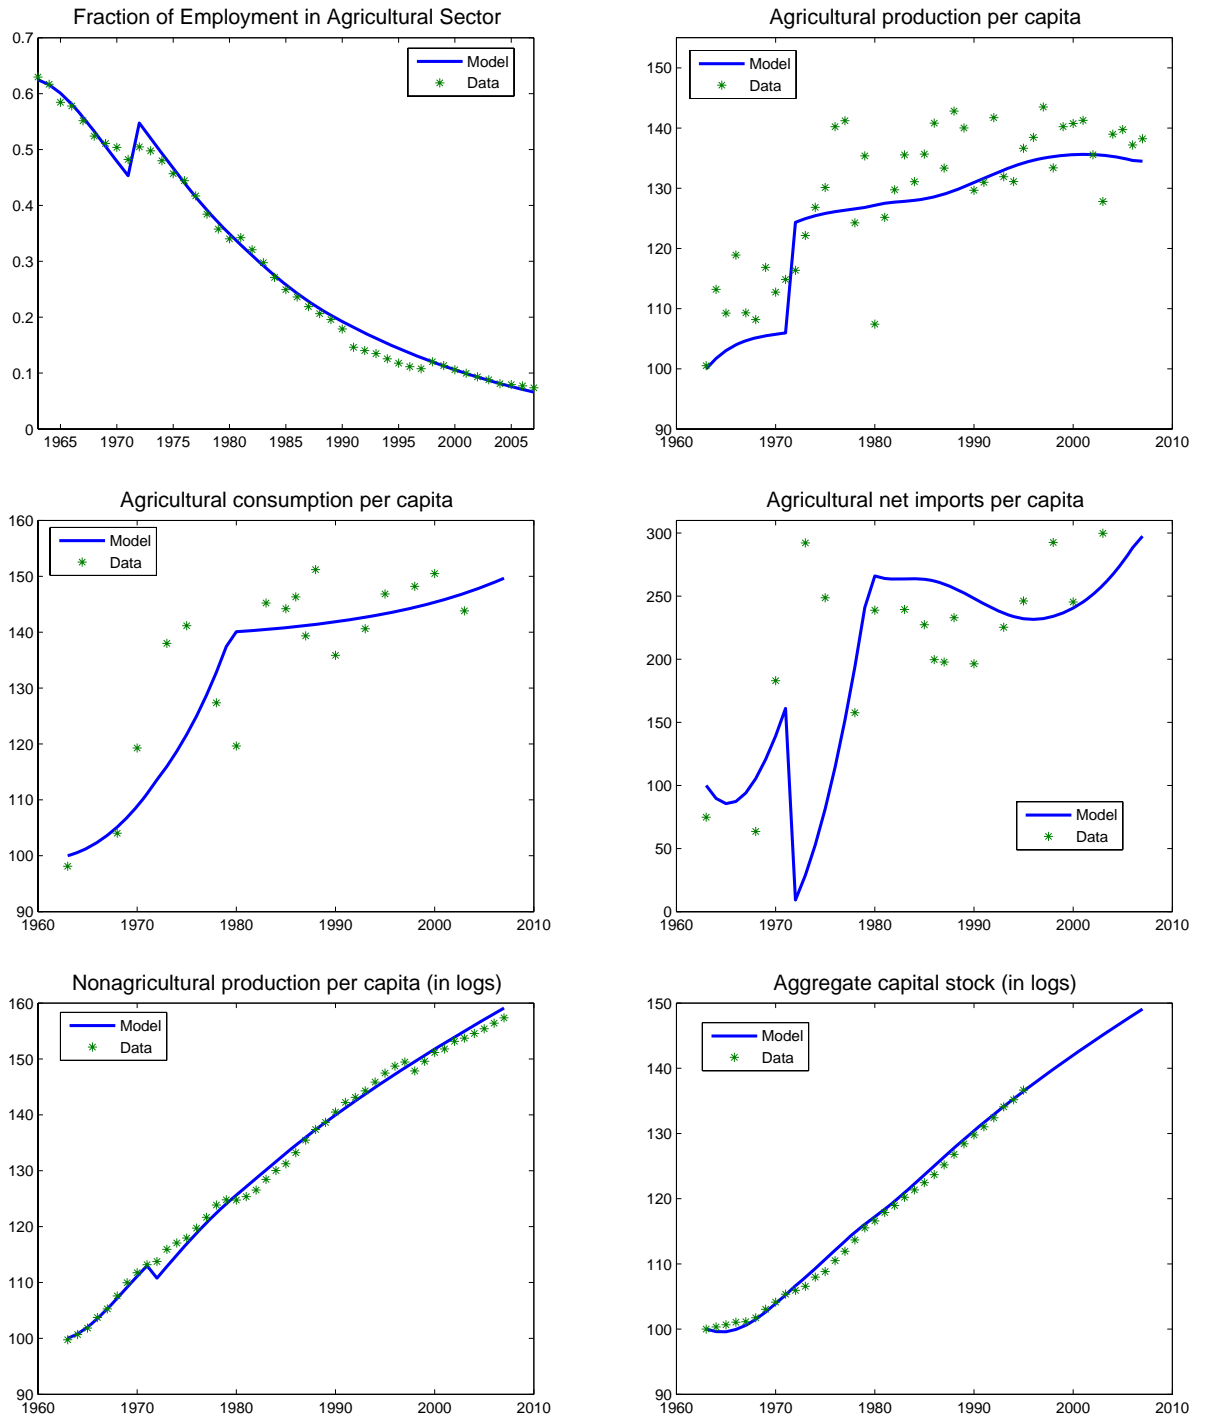 Fraction of Employment in Agricultural Sector
0.7
0.6
0.5
0.4
0.3
0.2
0.1
0
1965 1970 1975 1980 1985 1990 1995 2000 2005
Model
Data
Agricultural production per capita
150
140
130
120
110
100
90
1960 1970 1980 1990 2000 2010
Model
Data
Agricultural consumption per capita
160
150
140
130
120
110
100
90
1960 1970 1980 1990 2000 2010
Model
Data
Agricultural net imports per capita
300
250
200
150
100
50
0
1960 1970 1980 1990 2000 2010
Model
Data
Nonagricultural production per capita (in logs)
160
150
140
130
120
110
100
90
1960 1970 1980 1990 2000 2010
Model
Data
Aggregate capital stock (in logs)
150
140
130
120
110
100
90
1960 1970 1980 1990 2000 2010
Model
Data